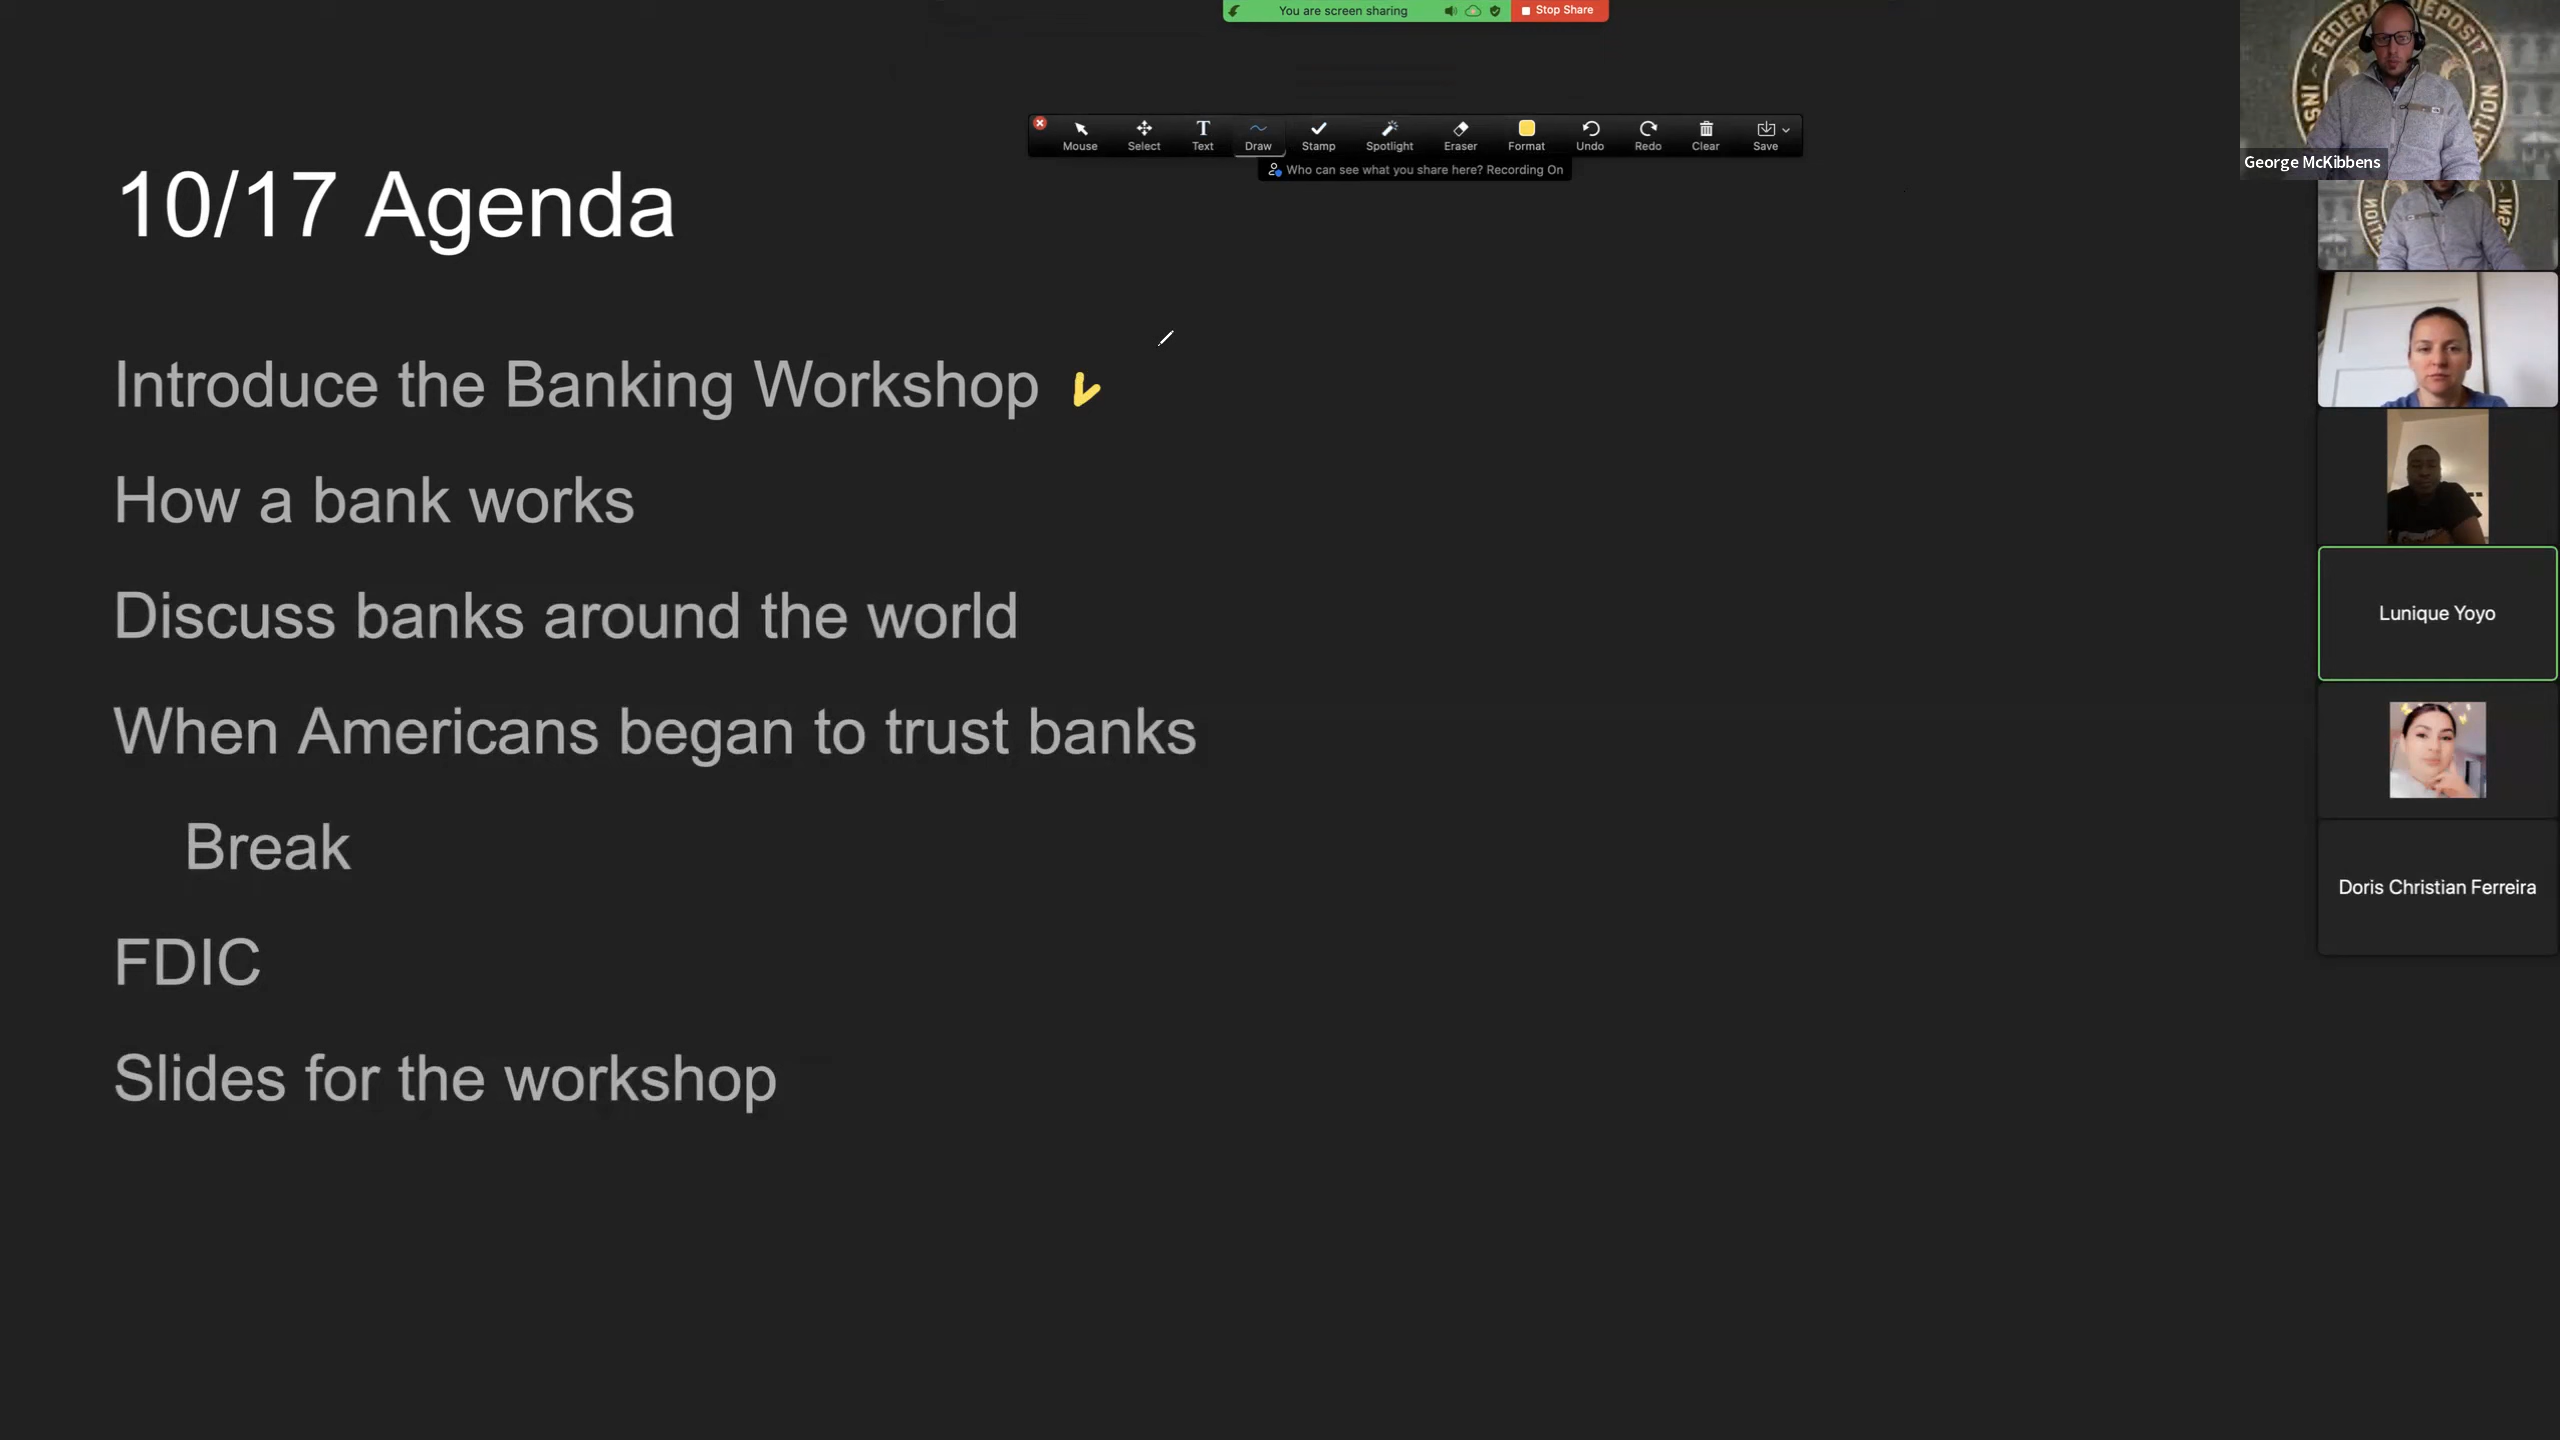 You are screen sharing
Stop Share
FEDERAL DEPOSIT
George McKibbens
Mouse
Select
Text
Draw
Stamp
Spotlight
Eraser
Format
Undo
Redo
Clear
Save
Who can see what you share here? Recording On
10/17 Agenda
Introduce the Banking Workshop
How a bank works
Discuss banks around the world
When Americans began to trust banks
Break
FDIC
Slides for the workshop
Lunique Yoyo
Doris Christian Ferreira